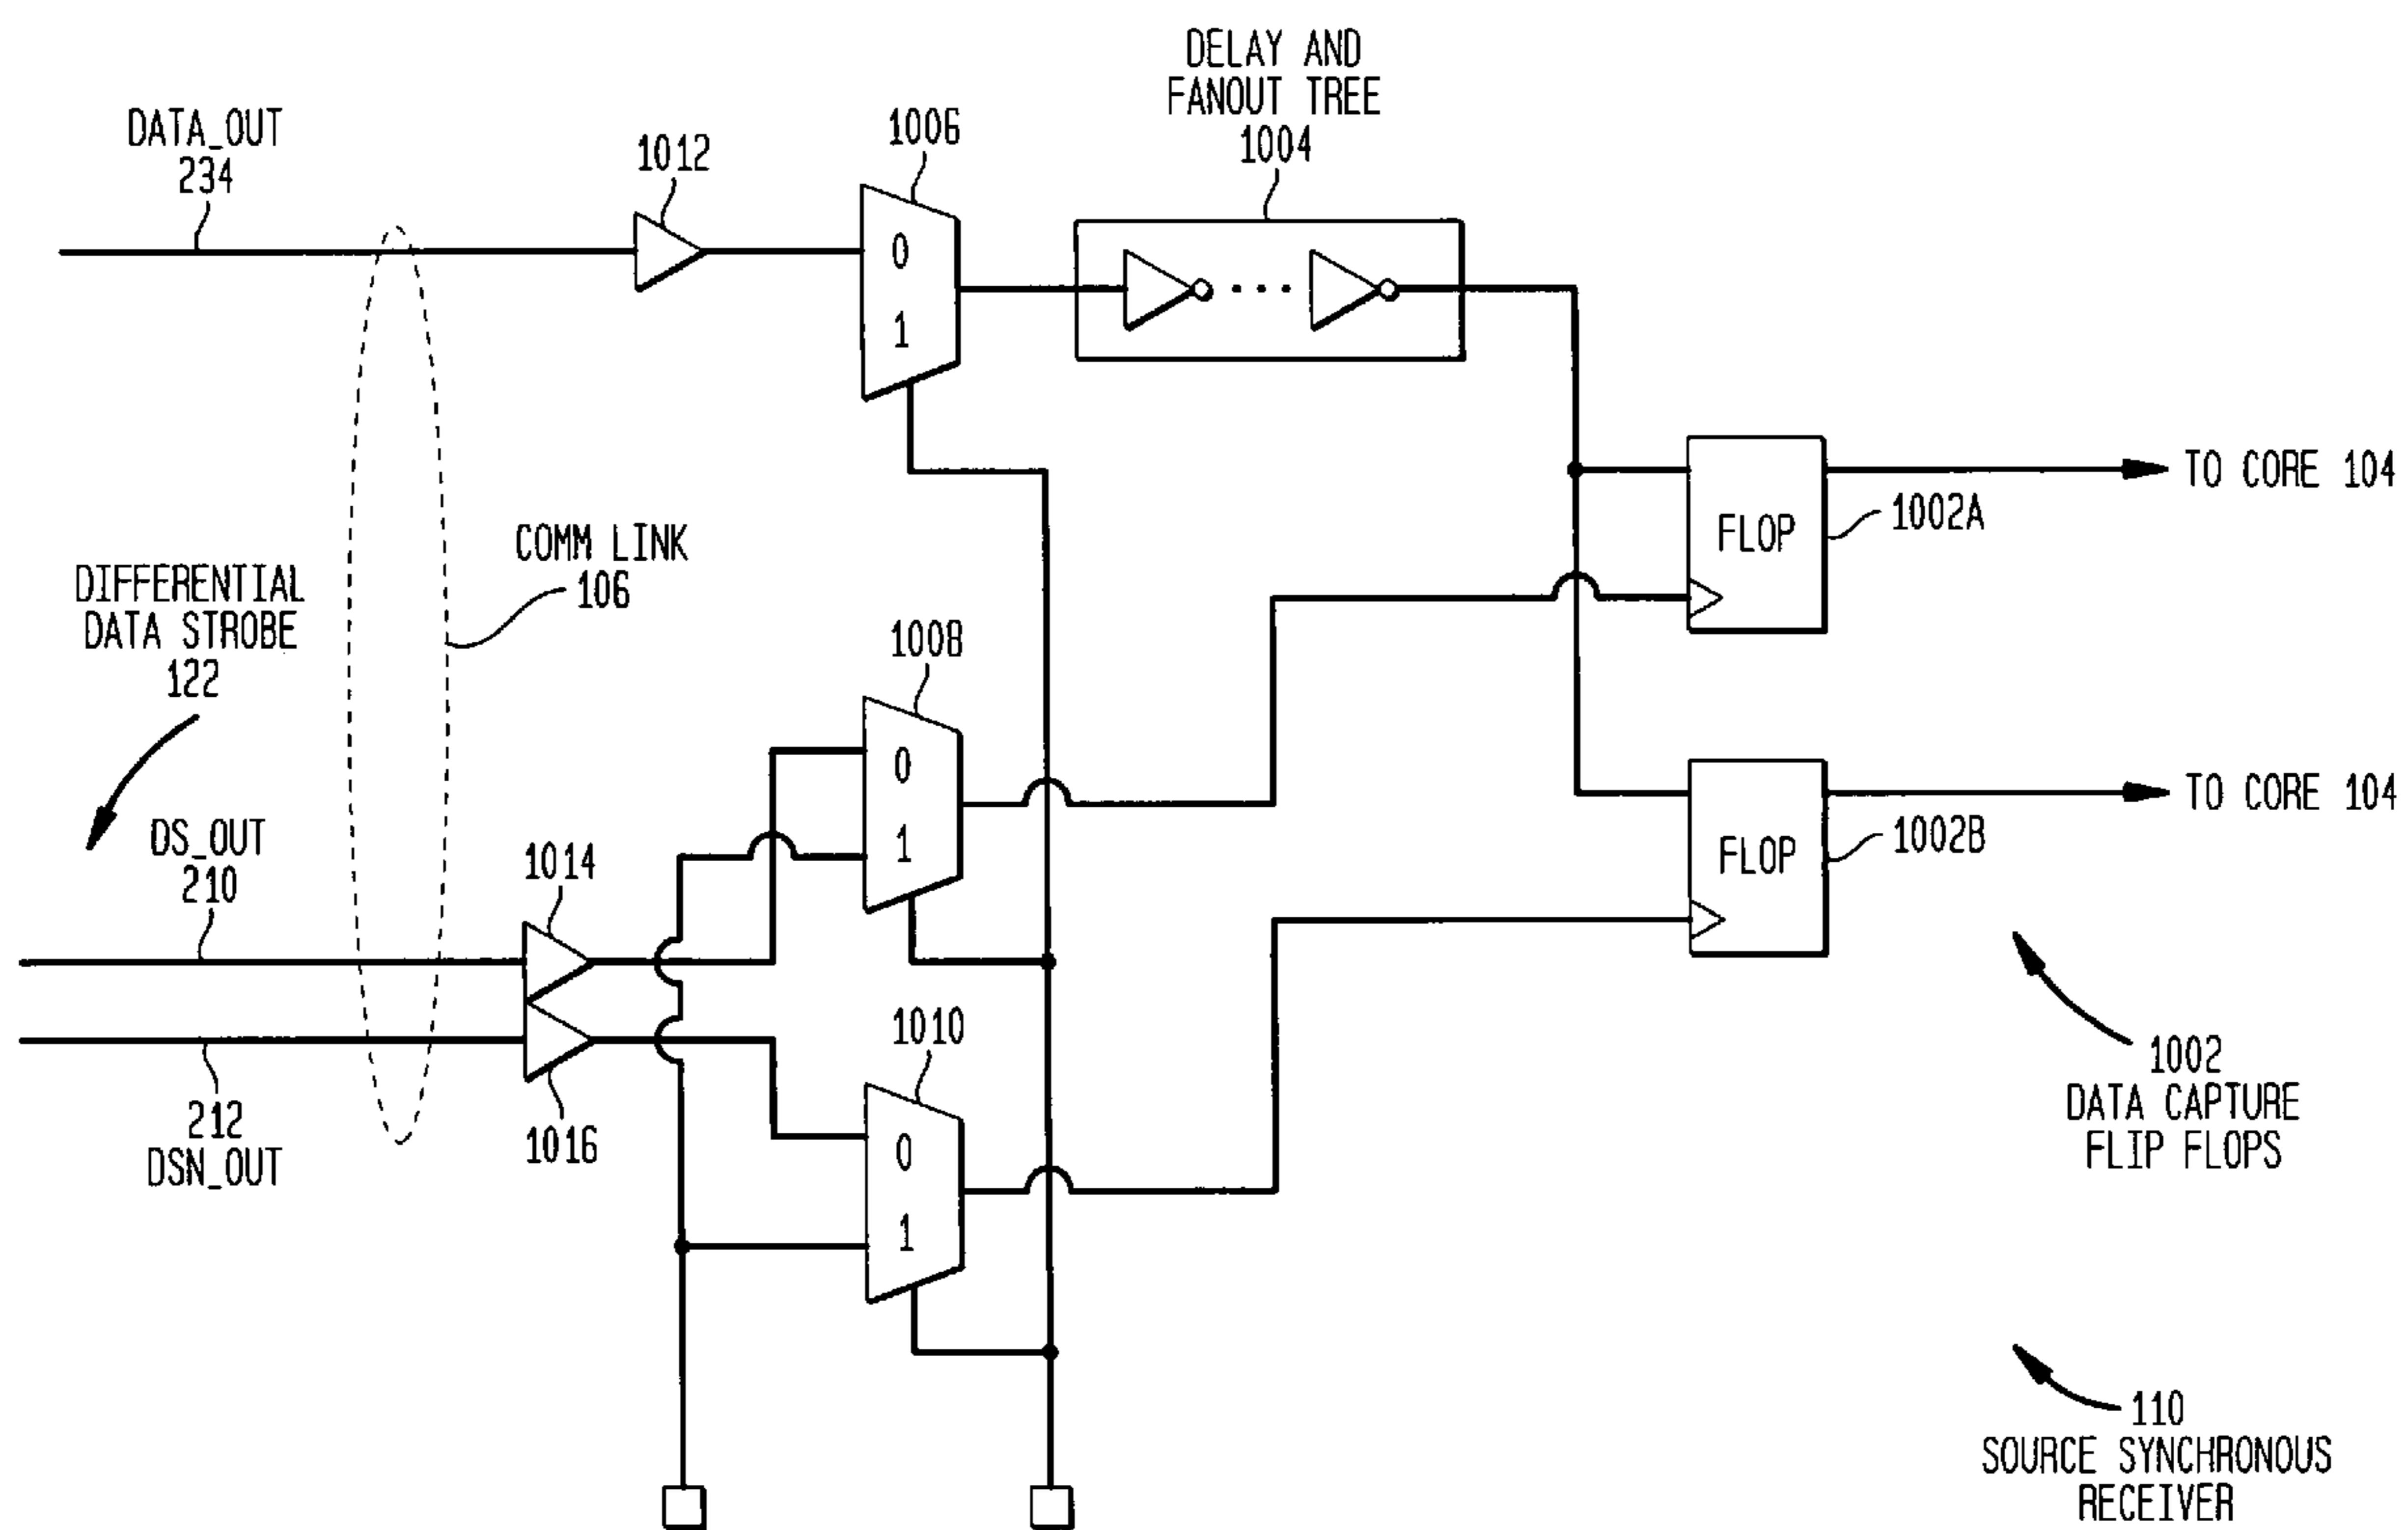 DELAY AND
FANOUT TREE
1004
DATA_OUT
234
1012
1006
0
1
TO CORE 104
FLOP
1002A
COMM LINK
106
DIFFERENTIAL
DATA STROBE
122
1008
0
1
TO CORE 104
FLOP
1002B
DS_OUT
210
1014
212
DSN_OUT
1016
1010
0
1
1002
DATA CAPTURE
FLIP FLOPS
110
SOURCE SYNCHRONOUS
RECEIVER